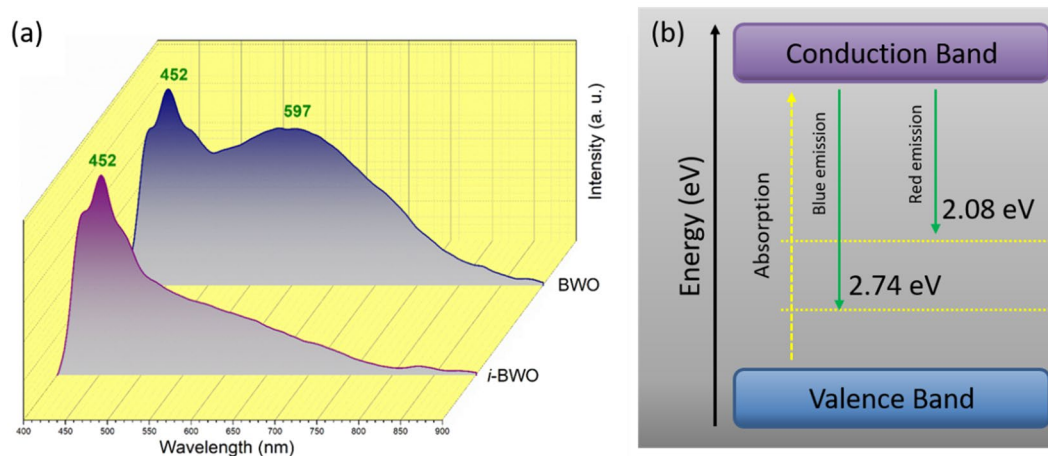 (a)
452
452
597
Intensity (a. u.)
BWO
i-BWO
400 450 500 550 600 650 700 750 800 850 900
Wavelength (nm)
(b)
Energy (eV)
Conduction Band
Absorption
Blue emission
Red emission
2.08 eV
2.74 eV
Valence Band